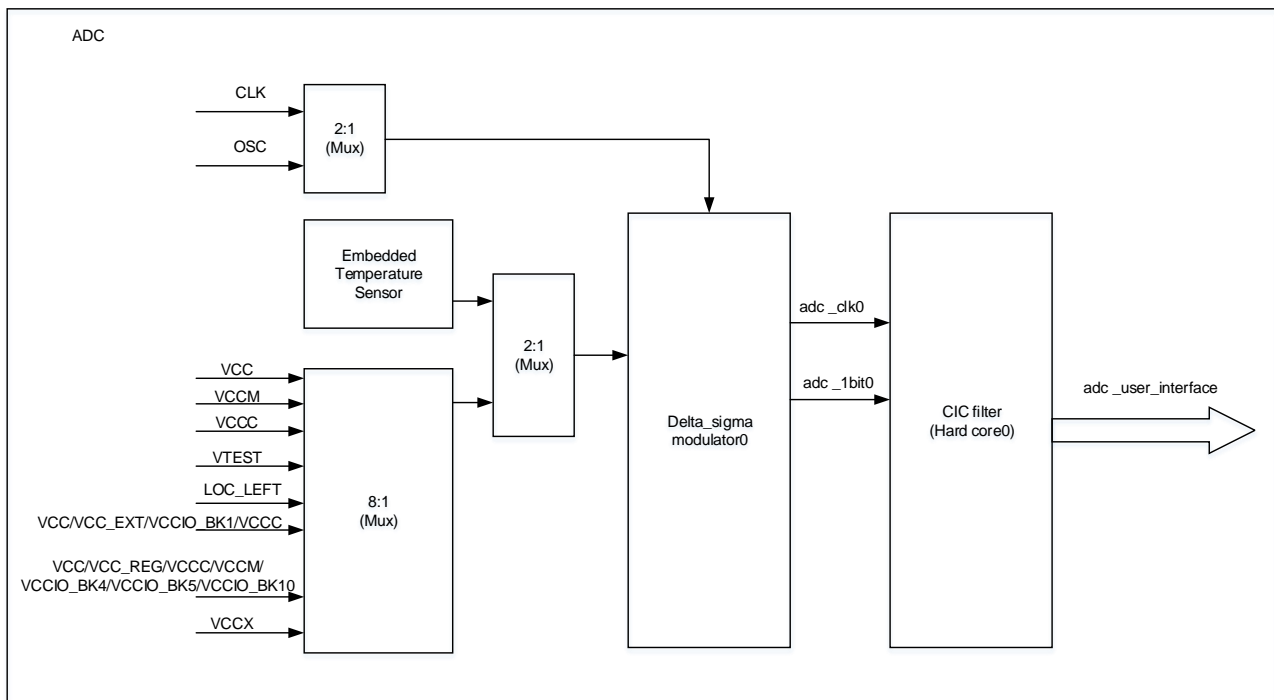 ADC
CLK
OSC
2:1
(Mux)
Embedded
Temperature
Sensor
2:1
(Mux)
VCC
VCCM
VCCC
VTEST
LOC_LEFT
VCC/VCC_EXT/VCCIO_BK1/VCCC
VCC/VCC_REG/VCCC/VCCM/
VCCIO_BK4/VCCIO_BK5/VCCIO_BK10
VCCX
8:1
(Mux)
Delta_sigma
modulator0
adc _clk0
adc _1bit0
CIC filter
(Hard core0)
adc _user_interface